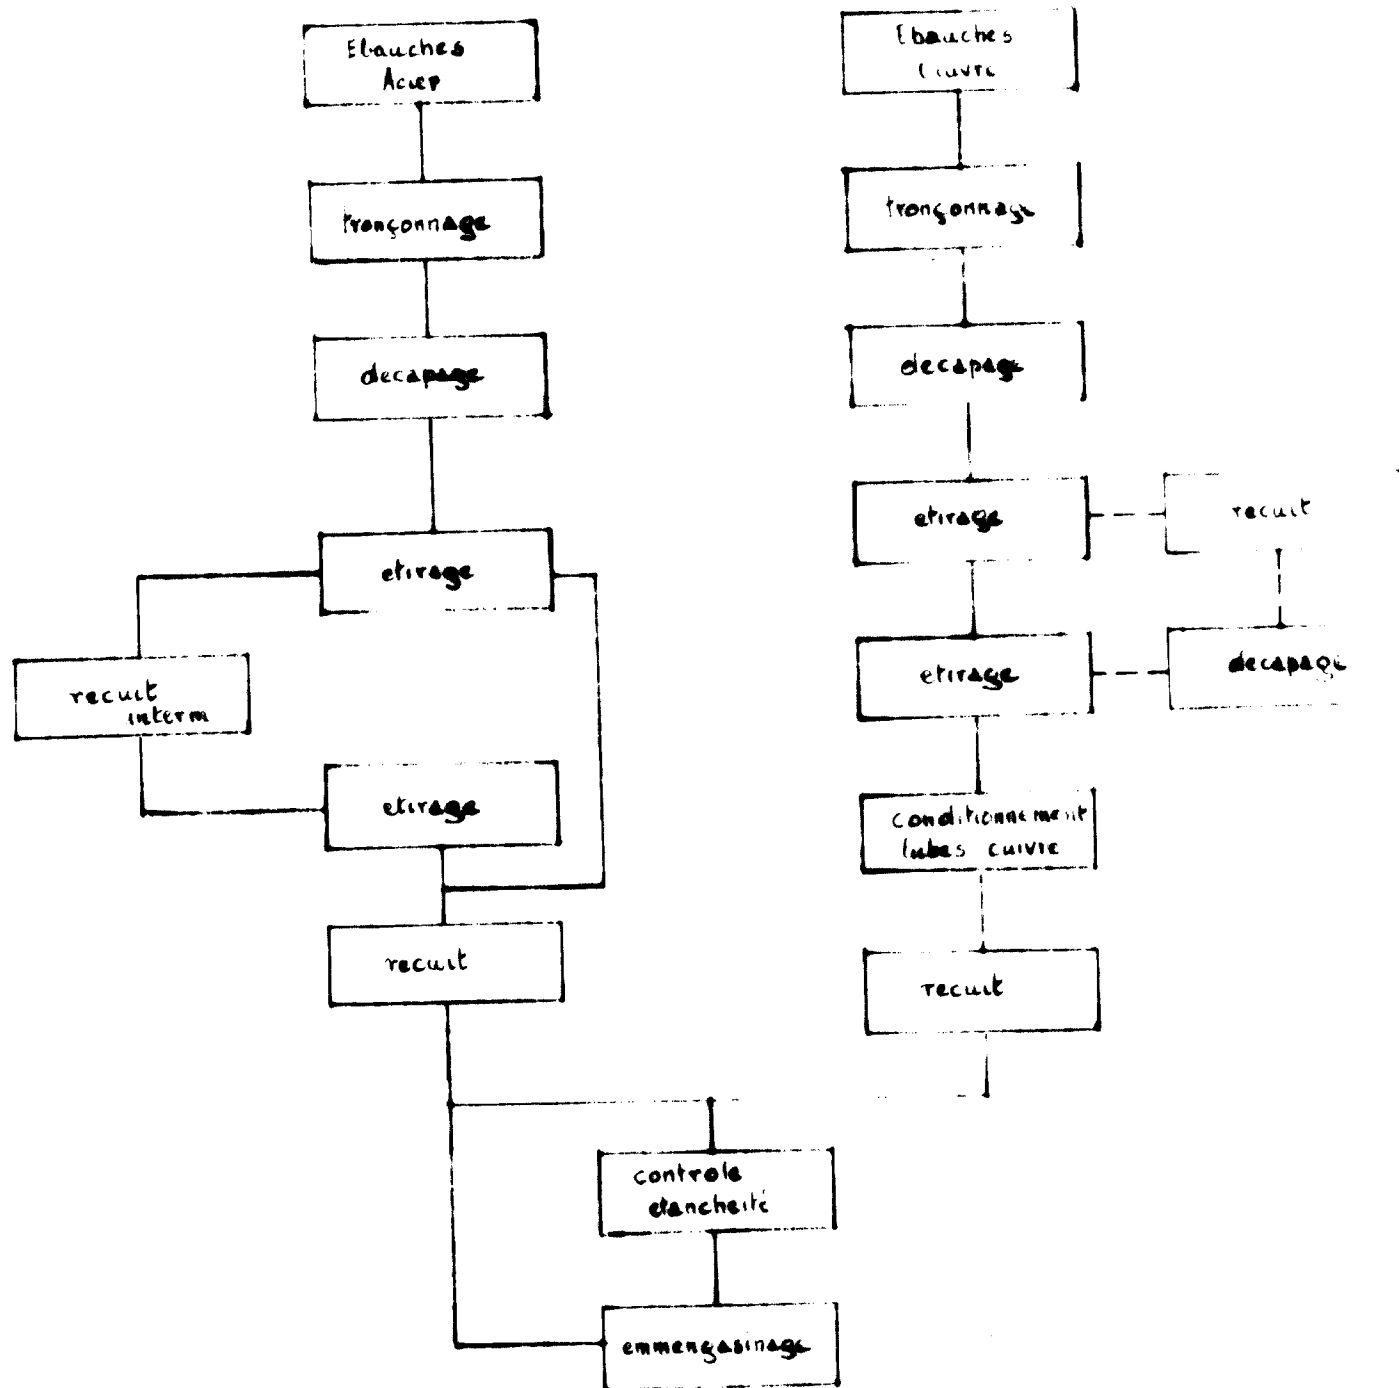 Ebauches
Acier
tronçonnage
decapage
etirage
recuit
interm
etirage
recuit
Ebauches
Cuivre
tronçonnage
decapage
etirage
recuit
etirage
decapage
conditionnement
tubes cuivre
recuit
controle
etancheité
emmengasinage